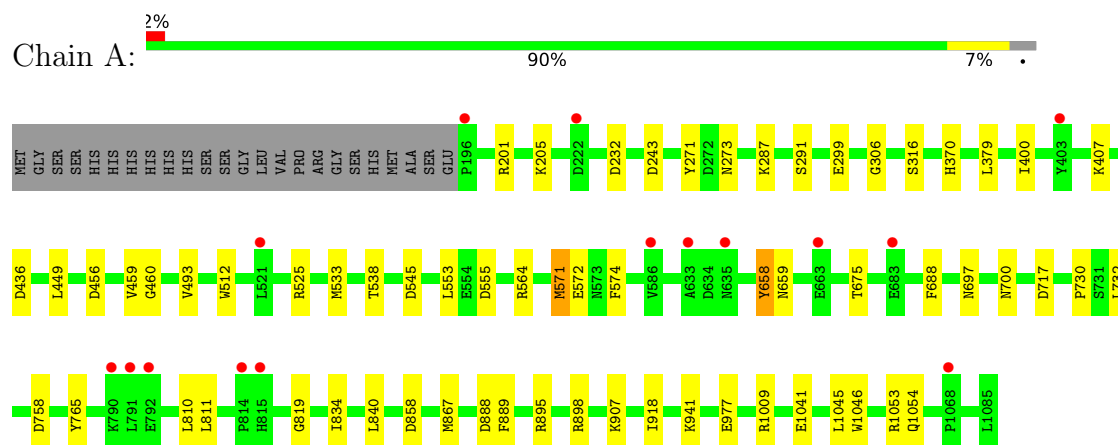 2%
Chain A:
90% 7% •
MET GLY SER SER HIS HIS HIS HIS HIS HIS SER SER GLY LEU VAL PRO ARG GLY SER HIS MET ALA SER GLU P196 R201 K205 D222 D232 D243 Y271 D272 N273 K287 S291 E299 G306 S316 H370 L379 I400 Y403 K407
D436 L449 D456 V459 G460 V493 W512 L521 R525 M533 T538 D545 L553 E554 D555 R564 M571 E572 N573 F574 V586 A633 D634 N635 Y658 N659 E663 T675 E683 F688 N697 N700 D717 P730 S731
D758 Y765 K790 L791 E792 L810 L811 P814 H815 G819 I834 L840 D858 M867 D888 F889 R895 R898 K907 I918 K941 E977 R1009 E1041 L1045 W1046 R1053 Q1054 P1068 L1085